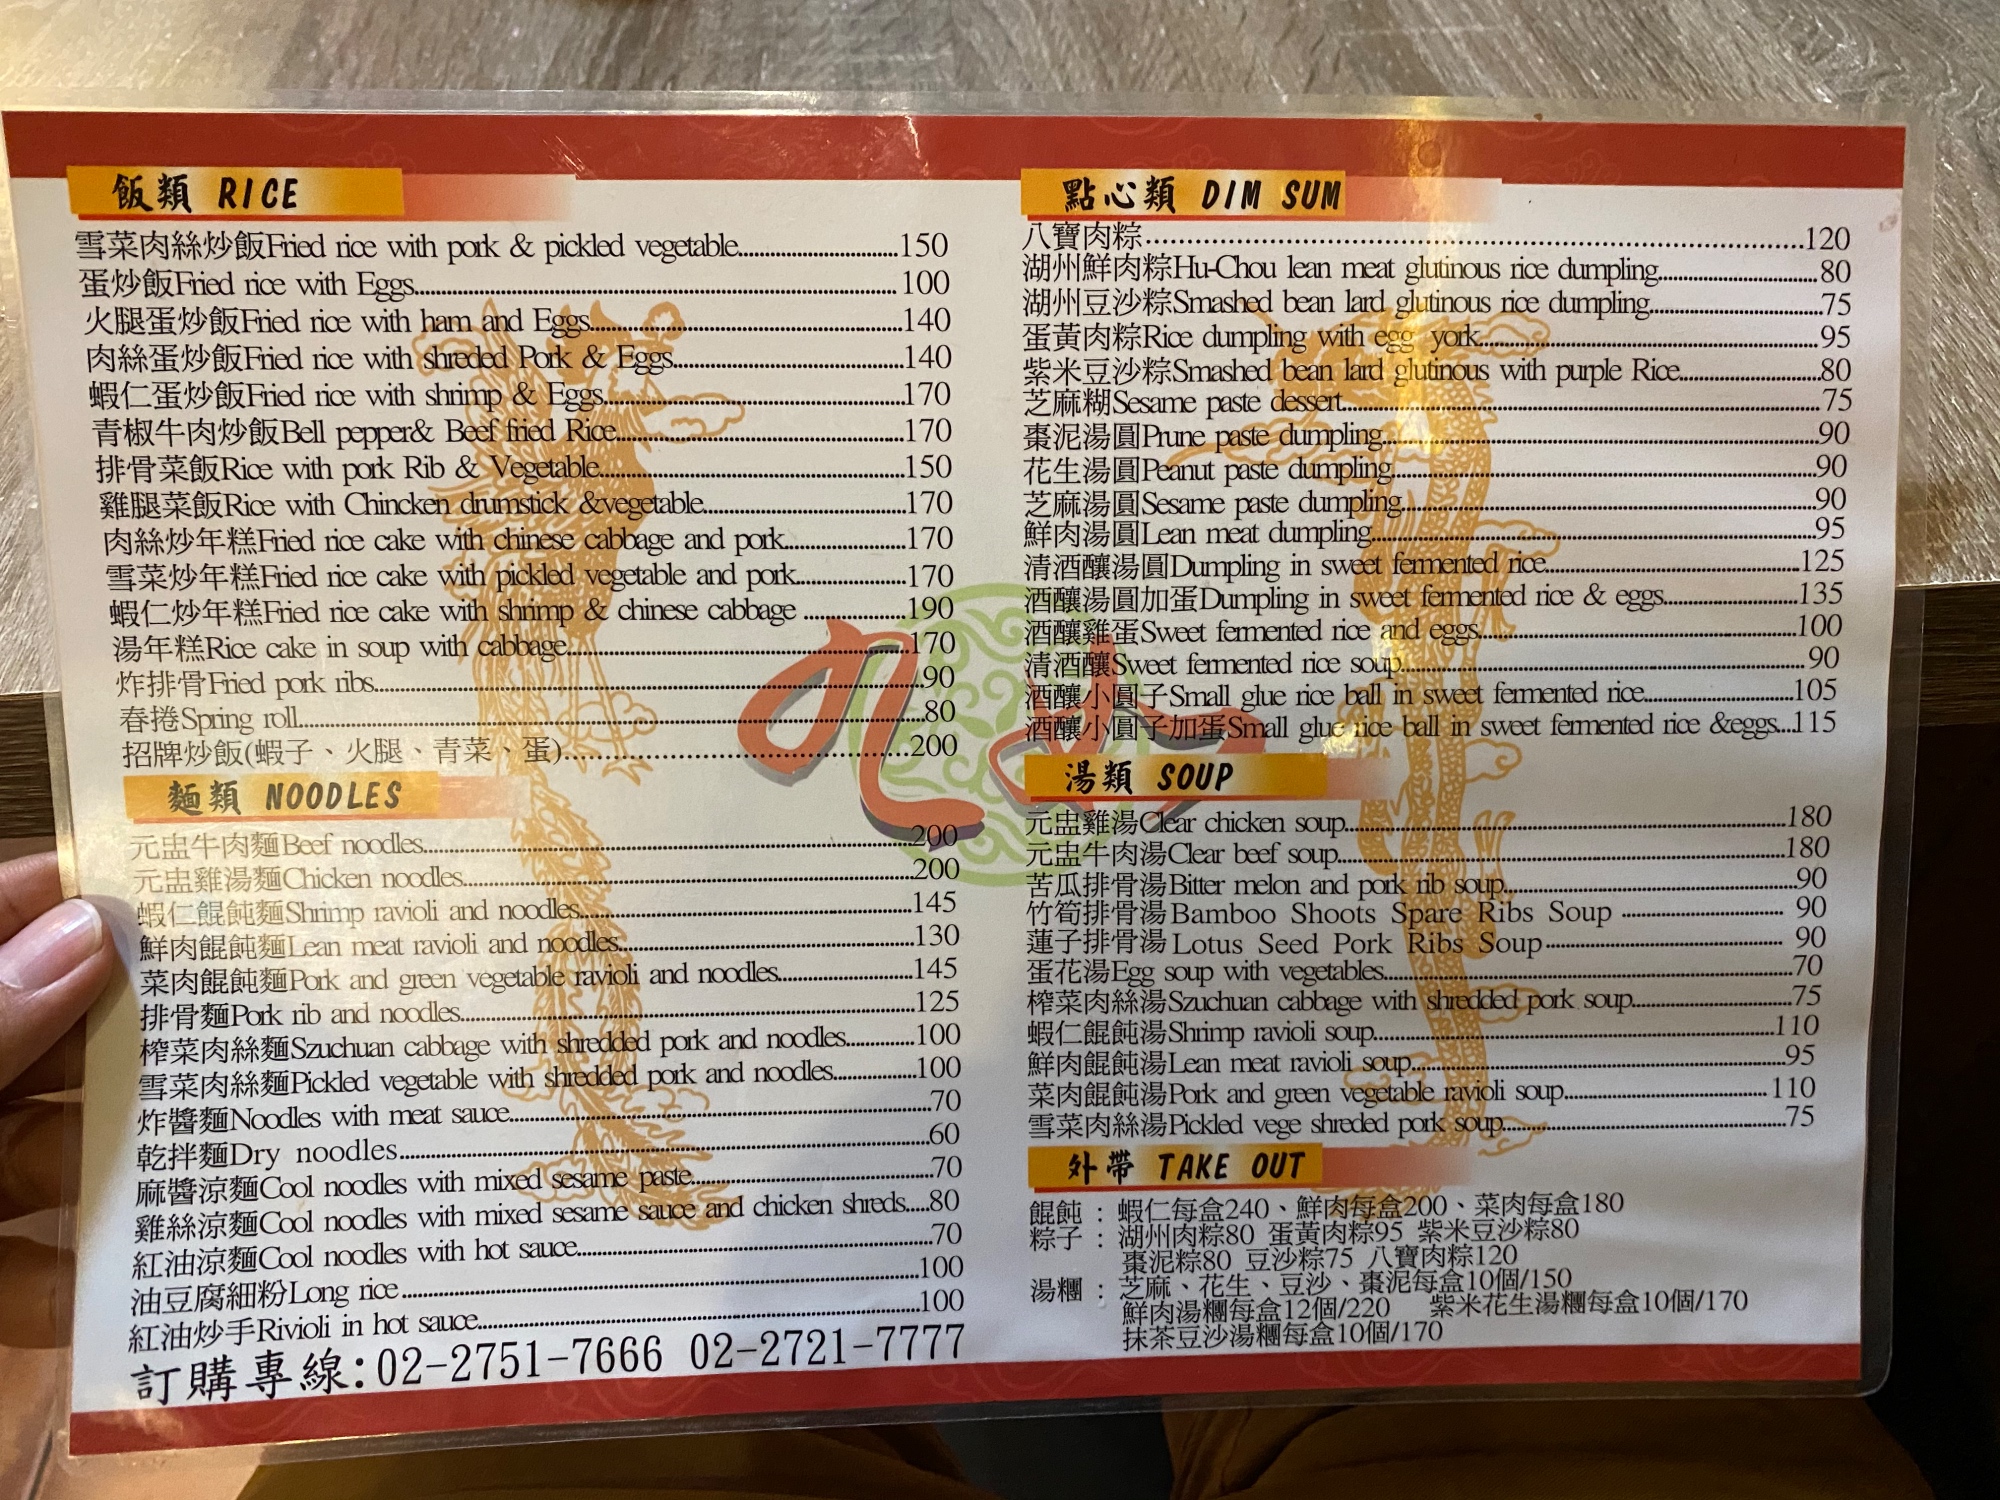 飯類 RICE
雪菜肉絲炒飯Fried rice with pork & pickled vegetable 150
蛋炒飯Fried rice with Eggs 100
火腿蛋炒飯Fried rice with ham and Eggs 140
肉絲蛋炒飯Fried rice with shreded Pork & Eggs 140
蝦仁蛋炒飯Fried rice with shrimp & Eggs 170
青椒牛肉炒飯Bell pepper& Beef fried Rice 170
排骨菜飯Rice with pork Rib & Vegetable 150
雞腿菜飯Rice with Chincken drumstick &vegetable 170
肉絲炒年糕Fried rice cake with chinese cabbage and pork 170
雪菜炒年糕Fried rice cake with pickled vegetable and pork 170
蝦仁炒年糕Fried rice cake with shrimp & chinese cabbage 190
湯年糕Rice cake in soup with cabbage 170
炸排骨Fried pork ribs 90
春捲Spring roll 80
招牌炒飯(蝦子、火腿、青菜、蛋) 200
麵類 NOODLES
元盅牛肉麵Beef noodles 200
元盅雞湯麵Chicken noodles 200
蝦仁餛飩麵Shrimp ravioli and noodles 145
鮮肉餛飩麵Lean meat ravioli and noodles 130
菜肉餛飩麵Pork and green vegetable ravioli and noodles 145
排骨麵Pork rib and noodles 125
榨菜肉絲麵Szuchuan cabbage with shredded pork and noodles 100
雪菜肉絲麵Pickled vegetable with shredded pork and noodles 100
炸醬麵Noodles with meat sauce 70
乾拌麵Dry noodles 60
麻醬涼麵Cool noodles with mixed sesame paste 70
雞絲涼麵Cool noodles with mixed sesame sauce and chicken shreds 80
紅油涼麵Cool noodles with hot sauce 70
油豆腐細粉Long rice 100
紅油炒手Rivioli in hot sauce 100
訂購專線:02-2751-7666 02-2721-7777
點心類 DIM SUM
八寶肉粽 120
湖州鮮肉粽Hu-Chou lean meat glutinous rice dumpling 80
湖州豆沙粽Smashed bean lard glutinous rice dumpling 75
蛋黃肉粽Rice dumpling with egg york 95
紫米豆沙粽Smashed bean lard glutinous with purple Rice 80
芝麻糊Sesame paste dessert 75
棗泥湯圓Prune paste dumpling 90
花生湯圓Peanut paste dumpling 90
芝麻湯圓Sesame paste dumpling 90
鮮肉湯圓Lean meat dumpling 95
清酒釀湯圓Dumpling in sweet fermented rice 125
酒釀湯圓加蛋Dumpling in sweet fermented rice & eggs 135
酒釀雞蛋Sweet fermented rice and eggs 100
清酒釀Sweet fermented rice soup 90
酒釀小圓子Small glue rice ball in sweet fermented rice 105
酒釀小圓子加蛋Small glue rice ball in sweet fermented rice &eggs 115
湯類 SOUP
元盅雞湯Clear chicken soup 180
元盅牛肉湯Clear beef soup 180
苦瓜排骨湯Bitter melon and pork rib soup 90
竹筍排骨湯Bamboo Shoots Spare Ribs Soup 90
蓮子排骨湯Lotus Seed Pork Ribs Soup 90
蛋花湯Egg soup with vegetables 70
榨菜肉絲湯Szuchuan cabbage with shredded pork soup 75
蝦仁餛飩湯Shrimp ravioli soup 110
鮮肉餛飩湯Lean meat ravioli soup 95
菜肉餛飩湯Pork and green vegetable ravioli soup 110
雪菜肉絲湯Pickled vege shreded pork soup 75
外帶 TAKE OUT
餛飩：蝦仁每盒240、鮮肉每盒200、菜肉每盒180
粽子：湖州肉粽80 蛋黃肉粽95 紫米豆沙粽80
棗泥粽80 豆沙粽75 八寶肉粽120
湯糰：芝麻、花生、豆沙、棗泥每盒10個/150
鮮肉湯糰每盒12個/220 紫米花生湯糰每盒10個/170
抹茶豆沙湯糰每盒10個/170